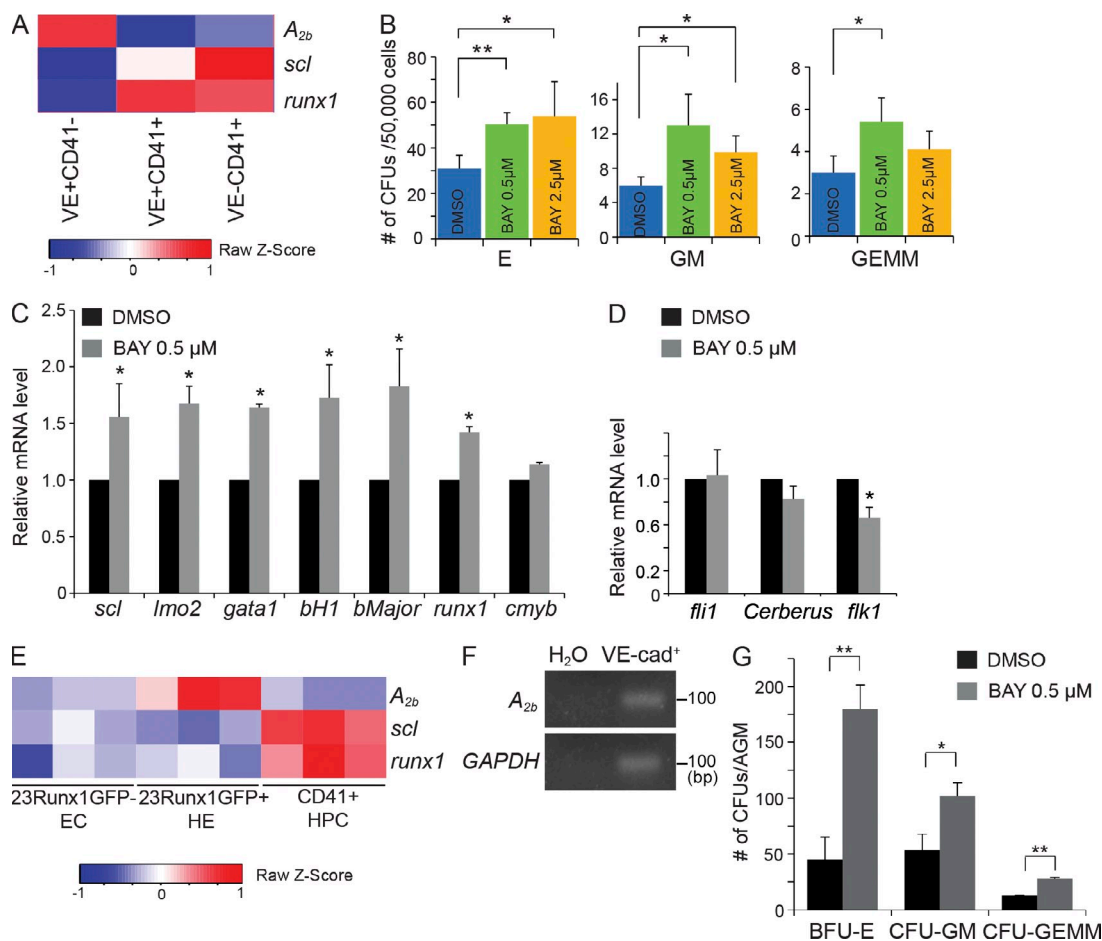 A
A2b
scl
runx1
VE+CD41-
VE+CD41+
VE-CD41+
Raw Z-Score
-1 0 1
B
# of CFUs /50,000 cells
* ** * * *
80
60
40
20
0
DMSO
BAY 0.5µM
BAY 2.5µM
E
16
12
8
4
0
DMSO
BAY 0.5µM
BAY 2.5µM
GM
8
6
4
2
0
DMSO
BAY 0.5µM
BAY 2.5µM
GEMM
C
DMSO
BAY 0.5 µM
Relative mRNA level
2.5
2.0
1.5
1.0
0.5
0
* * * * * *
scl lmo2 gata1 bH1 bMajor runx1 cmyb
D
DMSO
BAY 0.5 µM
Relative mRNA level
1.0
0.6
0.2
0
*
fli1 Cerberus flk1
E
A2b
scl
runx1
23Runx1GFP- 23Runx1GFP+ CD41+
EC HE HPC
Raw Z-Score
-1 0 1
F
H2O VE-cad+
A2b
100
GAPDH
100
(bp)
G
DMSO
BAY 0.5 µM
# of CFUs/AGM
200
150
100
50
0
** * **
BFU-E CFU-GM CFU-GEMM